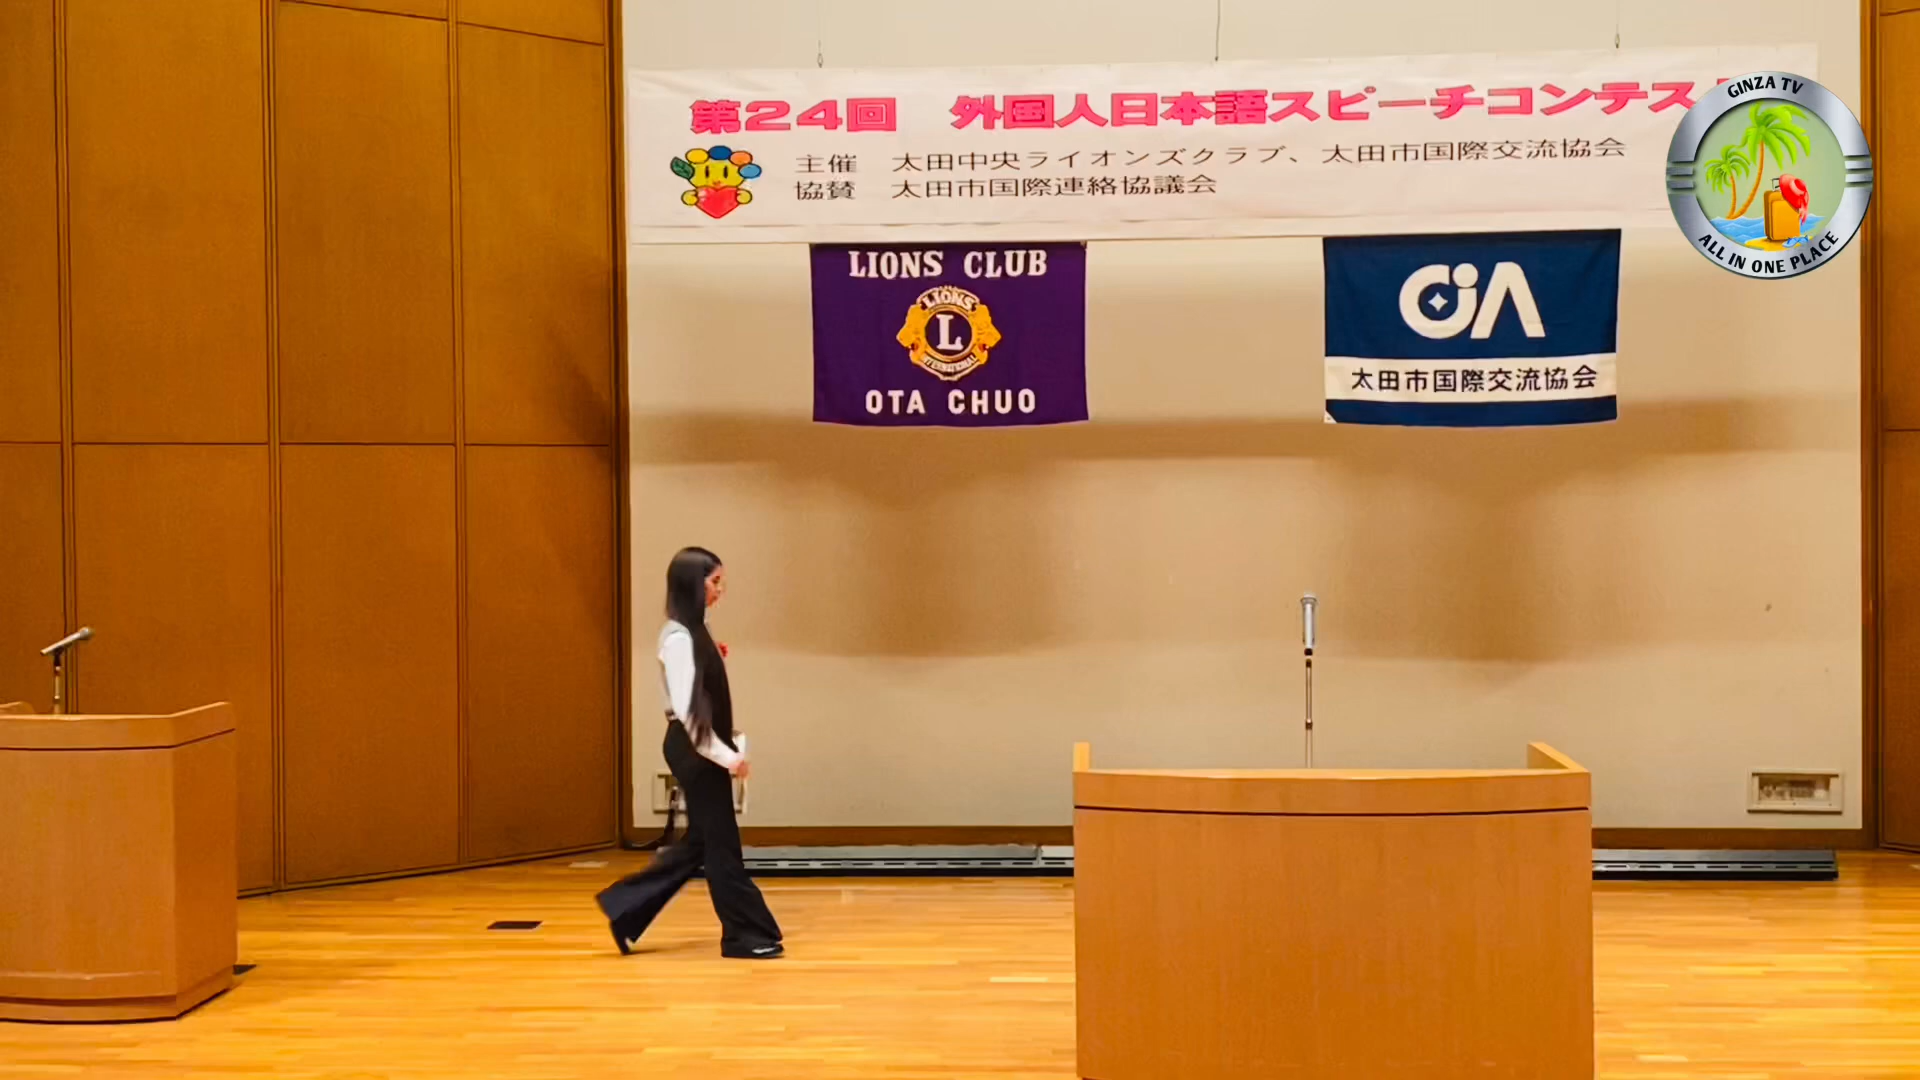 第24回　外国人日本語スピーチコンテス
主催　太田中央ライオンズクラブ、太田市国際交流協会
協賛　太田市国際連絡協議会
GINZA TV
ALL IN ONE PLACE
LIONS CLUB
LIONS
L
INTERNATIONAL
OTA CHUO
OIA
太田市国際交流協会